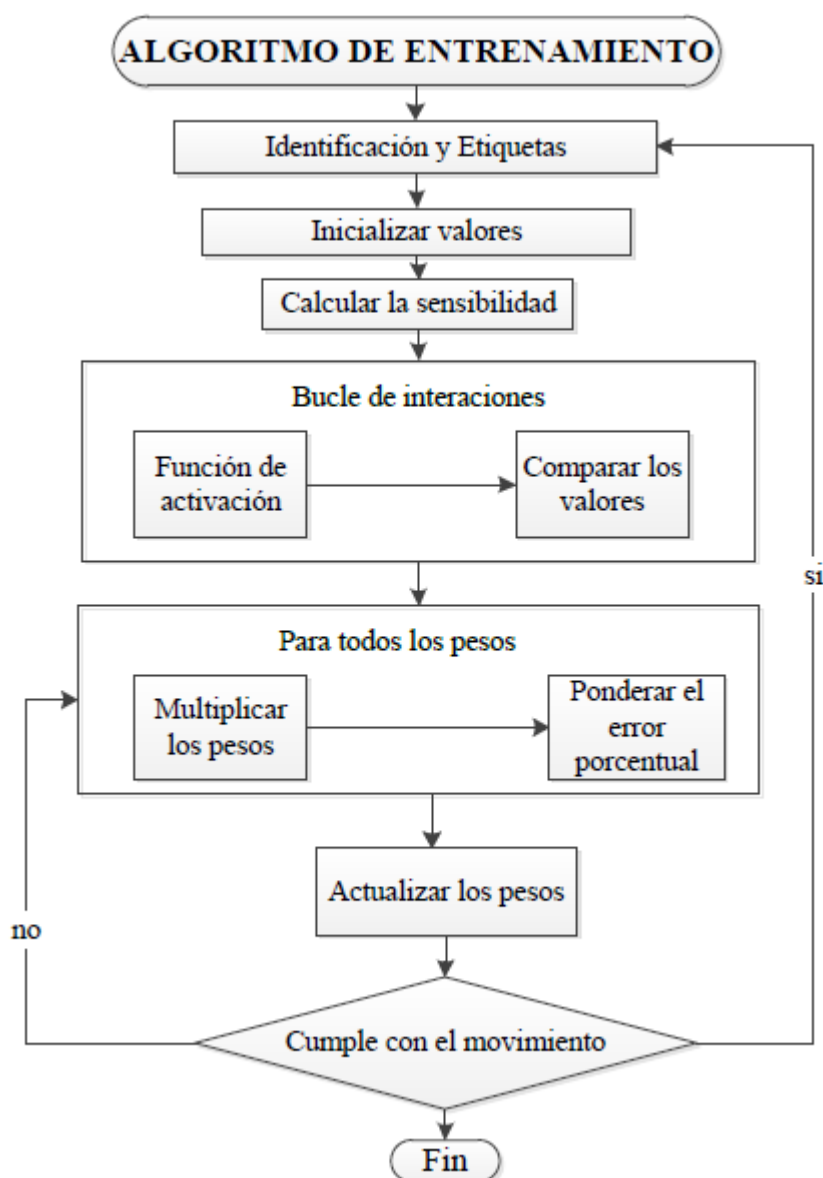 ALGORITMO DE ENTRENAMIENTO
Identificación y Etiquetas
Inicializar valores
Calcular la sensibilidad
Bucle de interaciones
Función de
activación
Comparar los
valores
si
Para todos los pesos
Multiplicar
los pesos
Ponderar el
error
porcentual
Actualizar los pesos
no
Cumple con el movimiento
Fin